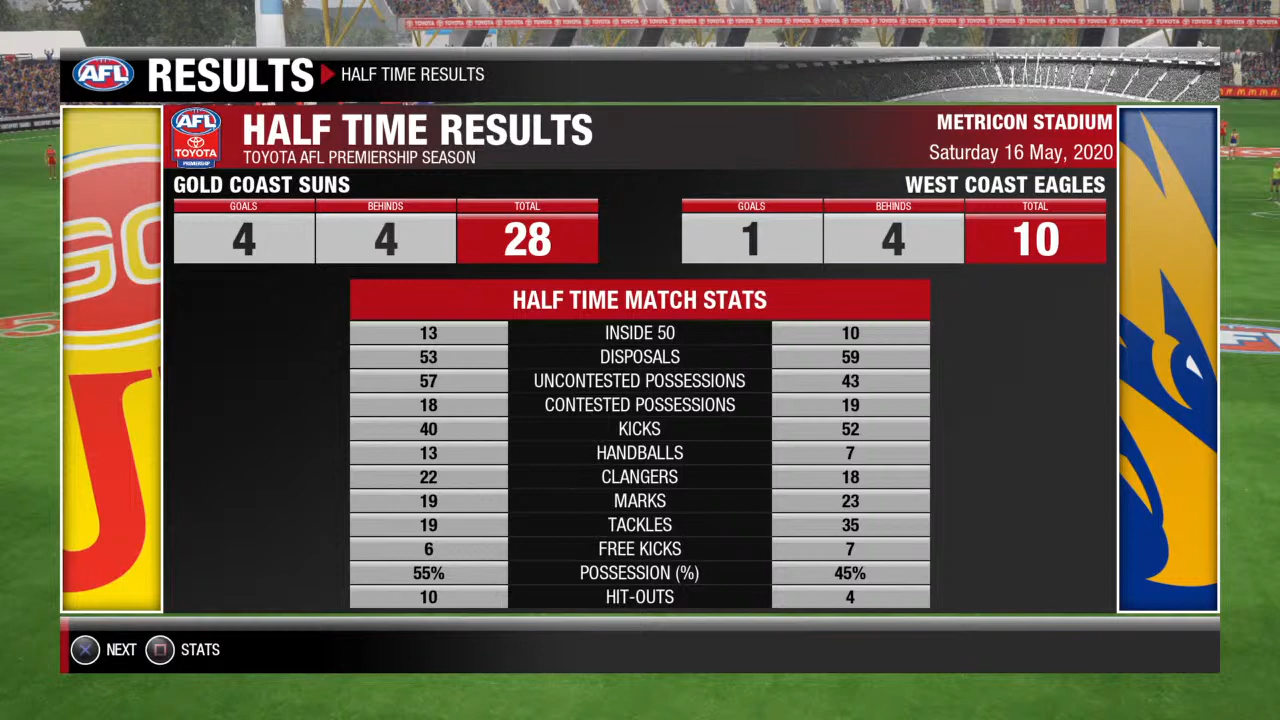 TOYOTA TOYOTA TOYOTA TOYOTA
AFL RESULTS HALF TIME RESULTS
AFL
TOYOTA
PREMIERSHIP
HALF TIME RESULTS
TOYOTA AFL PREMIERSHIP SEASON
METRICON STADIUM
Saturday 16 May, 2020
GOLD COAST SUNS
WEST COAST EAGLES
GOALS BEHINDS TOTAL GOALS BEHINDS TOTAL
4 4 28 1 4 10
HALF TIME MATCH STATS
13 INSIDE 50 10
53 DISPOSALS 59
57 UNCONTESTED POSSESSIONS 43
18 CONTESTED POSSESSIONS 19
40 KICKS 52
13 HANDBALLS 7
22 CLANGERS 18
19 MARKS 23
19 TACKLES 35
6 FREE KICKS 7
55% POSSESSION (%) 45%
10 HIT-OUTS 4
NEXT STATS